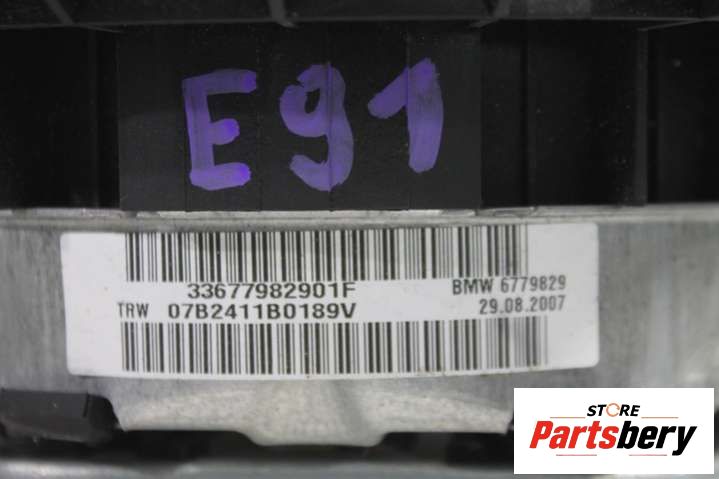 E91
33677982901F
BMW 6779829
TRW 07B2411B0189V
29.08.2007
STORE
Partsbery